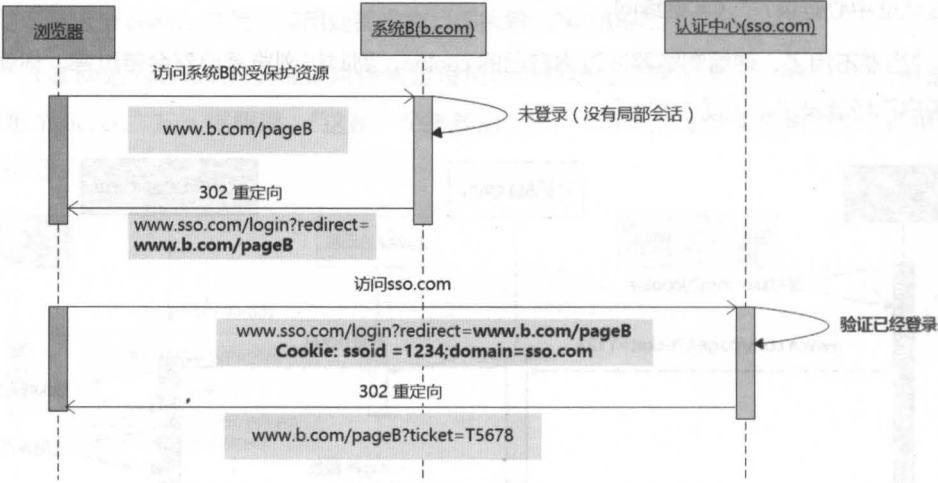 浏览器
系统B(b.com)
认证中心(sso.com)
访问系统B的受保护资源
未登录（没有局部会话）
www.b.com/pageB
302 重定向
www.sso.com/login?redirect=
www.b.com/pageB
访问sso.com
www.sso.com/login?redirect=www.b.com/pageB
Cookie: ssoid =1234;domain=sso.com
验证已经登录
302 重定向
www.b.com/pageB?ticket=T5678